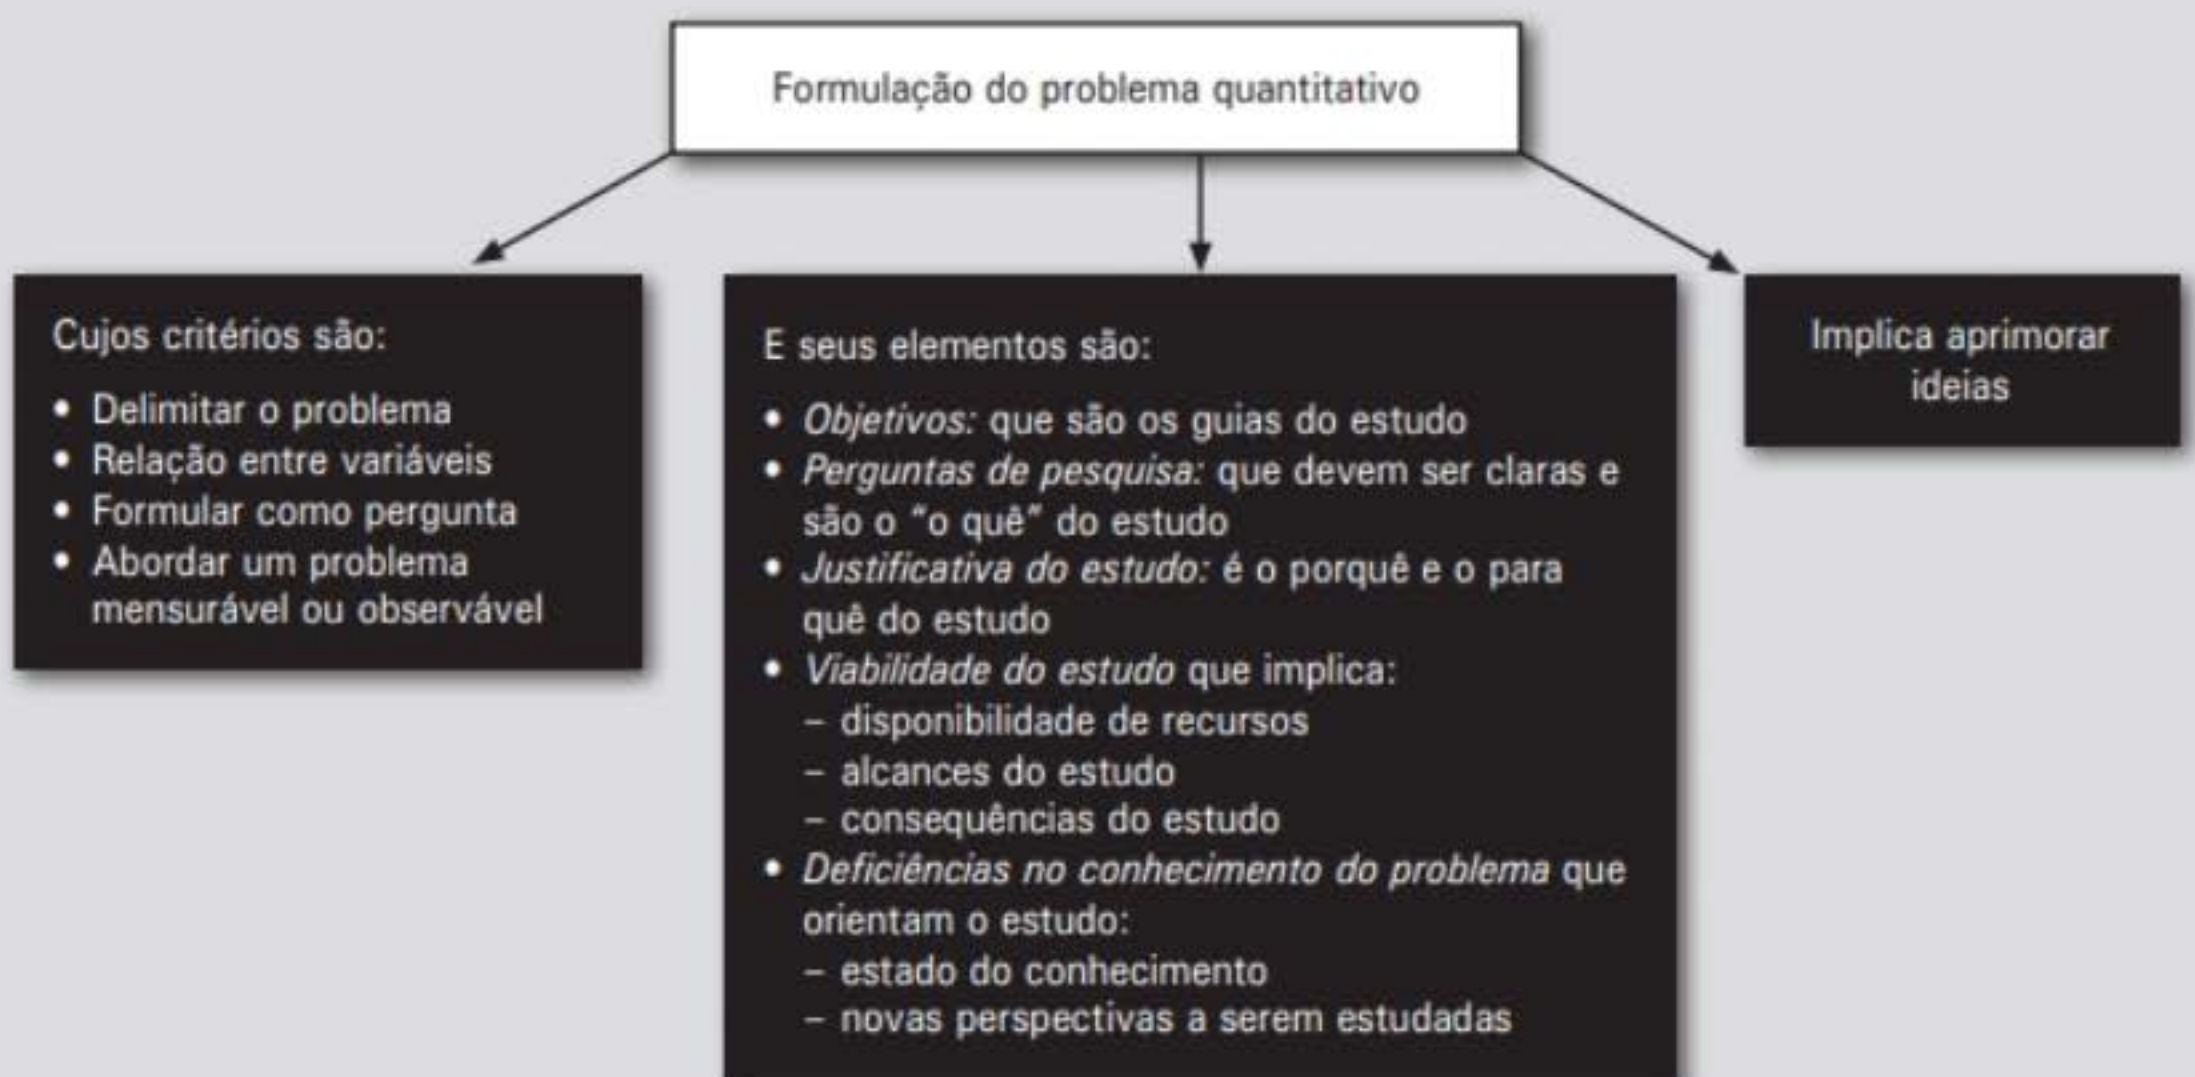 Formulação do problema quantitativo
Cujos critérios são:
• Delimitar o problema
• Relação entre variáveis
• Formular como pergunta
• Abordar um problema
mensurável ou observável
E seus elementos são:
• Objetivos: que são os guias do estudo
• Perguntas de pesquisa: que devem ser claras e
são o “o quê” do estudo
• Justificativa do estudo: é o porquê e o para
quê do estudo
• Viabilidade do estudo que implica:
– disponibilidade de recursos
– alcances do estudo
– consequências do estudo
• Deficiências no conhecimento do problema que
orientam o estudo:
– estado do conhecimento
– novas perspectivas a serem estudadas
Implica aprimorar
ideias